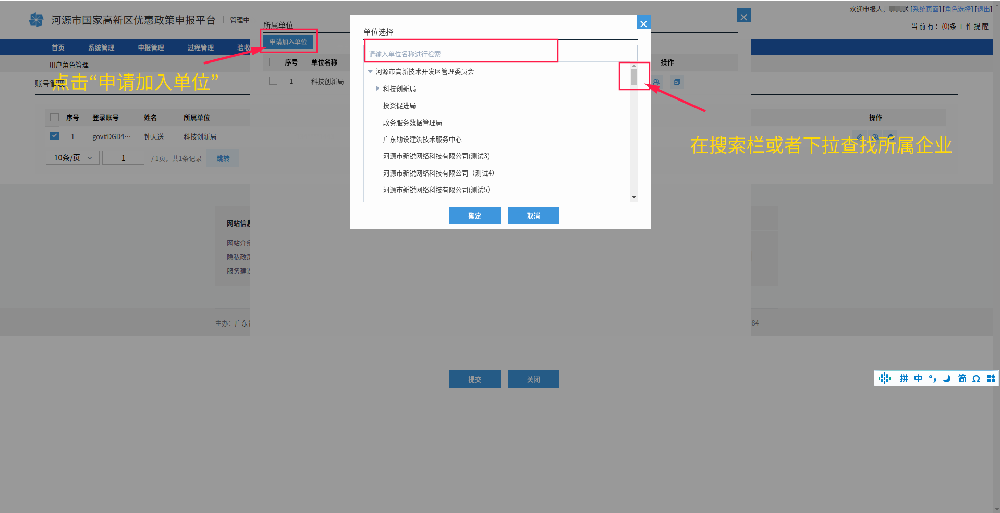 欢迎申报人 送 [系统页面] [角色选择] [退出]
河源市国家高新区优惠政策申报平台
管理中
当前有：(0)条工作提醒
首页 系统管理 申报管理 过程管理 验收
用户角色管理
账号管理
点击“申请加入单位”
序号 登录账号 姓名 所属单位
1 gov#DGD4··· 钟天送 科技创新局
10条/页 1 / 1页，共1条记录 跳转
所属单位
申请加入单位
序号 单位名称 操作
1 科技创新局
单位选择
请输入单位名称进行检索
河源市高新技术开发区管理委员会
科技创新局
投资促进局
政务服务数据管理局
广东勘设建筑技术服务中心
河源市新锐网络科技有限公司(测试3)
河源市新锐网络科技有限公司（测试4）
河源市新锐网络科技有限公司(测试5）
确定 取消
操作
在搜索栏或者下拉查找所属企业
网站信息
网站介绍
隐私政策
服务建议
主办：广东省
084
提交 关闭
拼 中 °, 简 Ω